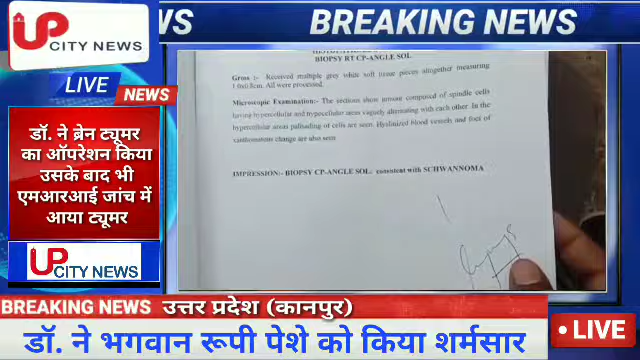 UP
CITY NEWS
NEWS
BREAKING NEWS
LIVE
NEWS
डॉ. ने ब्रेन ट्यूमर
का ऑपरेशन किया
उसके बाद भी
एमआरआई जांच में
आया ट्यूमर
UP
CITY NEWS
BIOPSY RT CP-ANGLE SOL
Gross :- Received multiple grey white soft tissue pieces altogether measuring
All were processed.
Microscopic Examination:- The sections show tumour composed of spindle cells
having hypercellular and hypocellular areas vaguely alternating with each other. In the
hypercellular areas palisading of cells are seen. Hyalinized blood vessels and foci of
xanthomatous change are also seen
IMPRESSION:- BIOPSY CP-ANGLE SOL: consistent with SCHWANNOMA
BREAKING NEWS उत्तर प्रदेश (कानपुर)
डॉ. ने भगवान रूपी पेशे को किया शर्मसार
LIVE